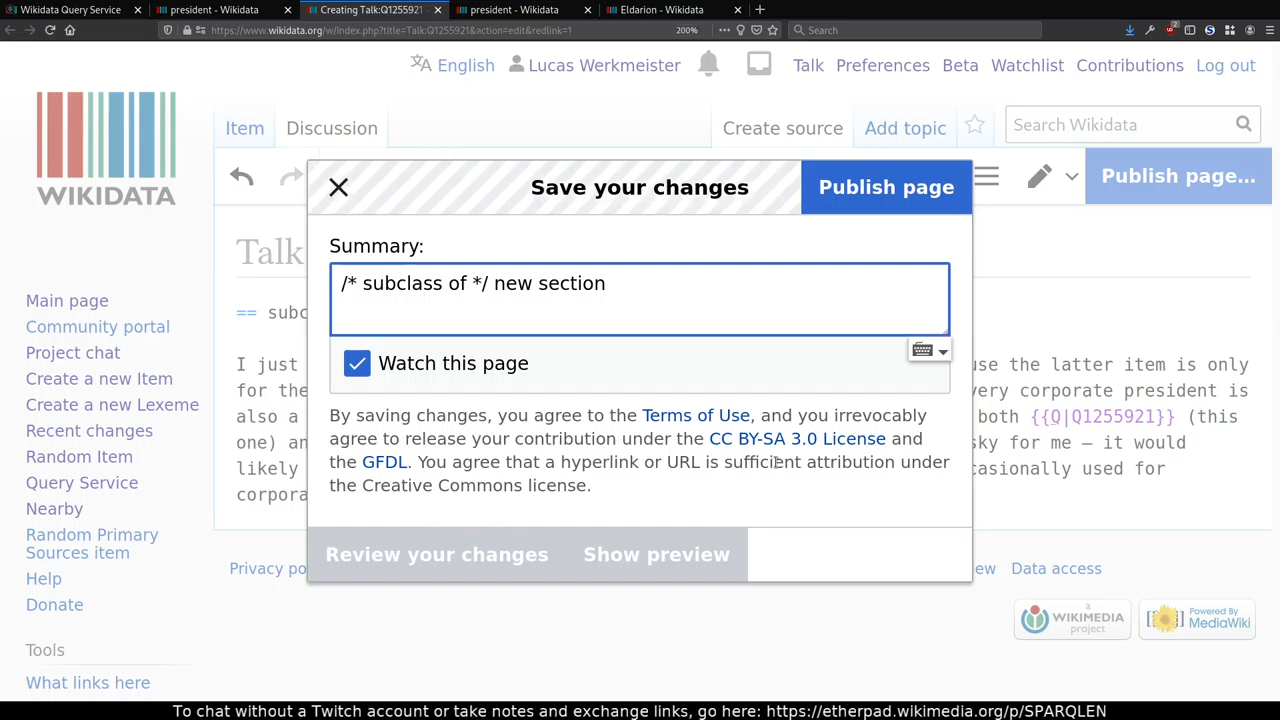 Wikidata Query Service
president - Wikidata
Creating Talk:Q1255921
president - Wikidata
Eldarion - Wikidata
https://www.wikidata.org/w/index.php?title=Talk:Q1255921&action=edit&redlink=1
200%
Search
2
English
Lucas Werkmeister
Talk
Preferences
Beta
Watchlist
Contributions
Log out
WIKIDATA
Item
Discussion
Create source
Add topic
Search Wikidata
Save your changes
Publish page
Publish page...
Talk
Summary:
/* subclass of */ new section
Watch this page
By saving changes, you agree to the Terms of Use, and you irrevocably
agree to release your contribution under the CC BY-SA 3.0 License and
the GFDL. You agree that a hyperlink or URL is sufficient attribution under
the Creative Commons license.
Review your changes
Show preview
== subc
I just
use the latter item is only
for the
very corporate president is
also a
both {{Q|Q1255921}} (this
one) an
sky for me – it would
likely
casionally used for
corpora
Main page
Community portal
Project chat
Create a new Item
Create a new Lexeme
Recent changes
Random Item
Query Service
Nearby
Random Primary
Sources item
Help
Donate
Tools
What links here
Privacy po
ew
Data access
a
WIKIMEDIA
project
Powered By
MediaWiki
To chat without a Twitch account or take notes and exchange links, go here: https://etherpad.wikimedia.org/p/SPARQLEN